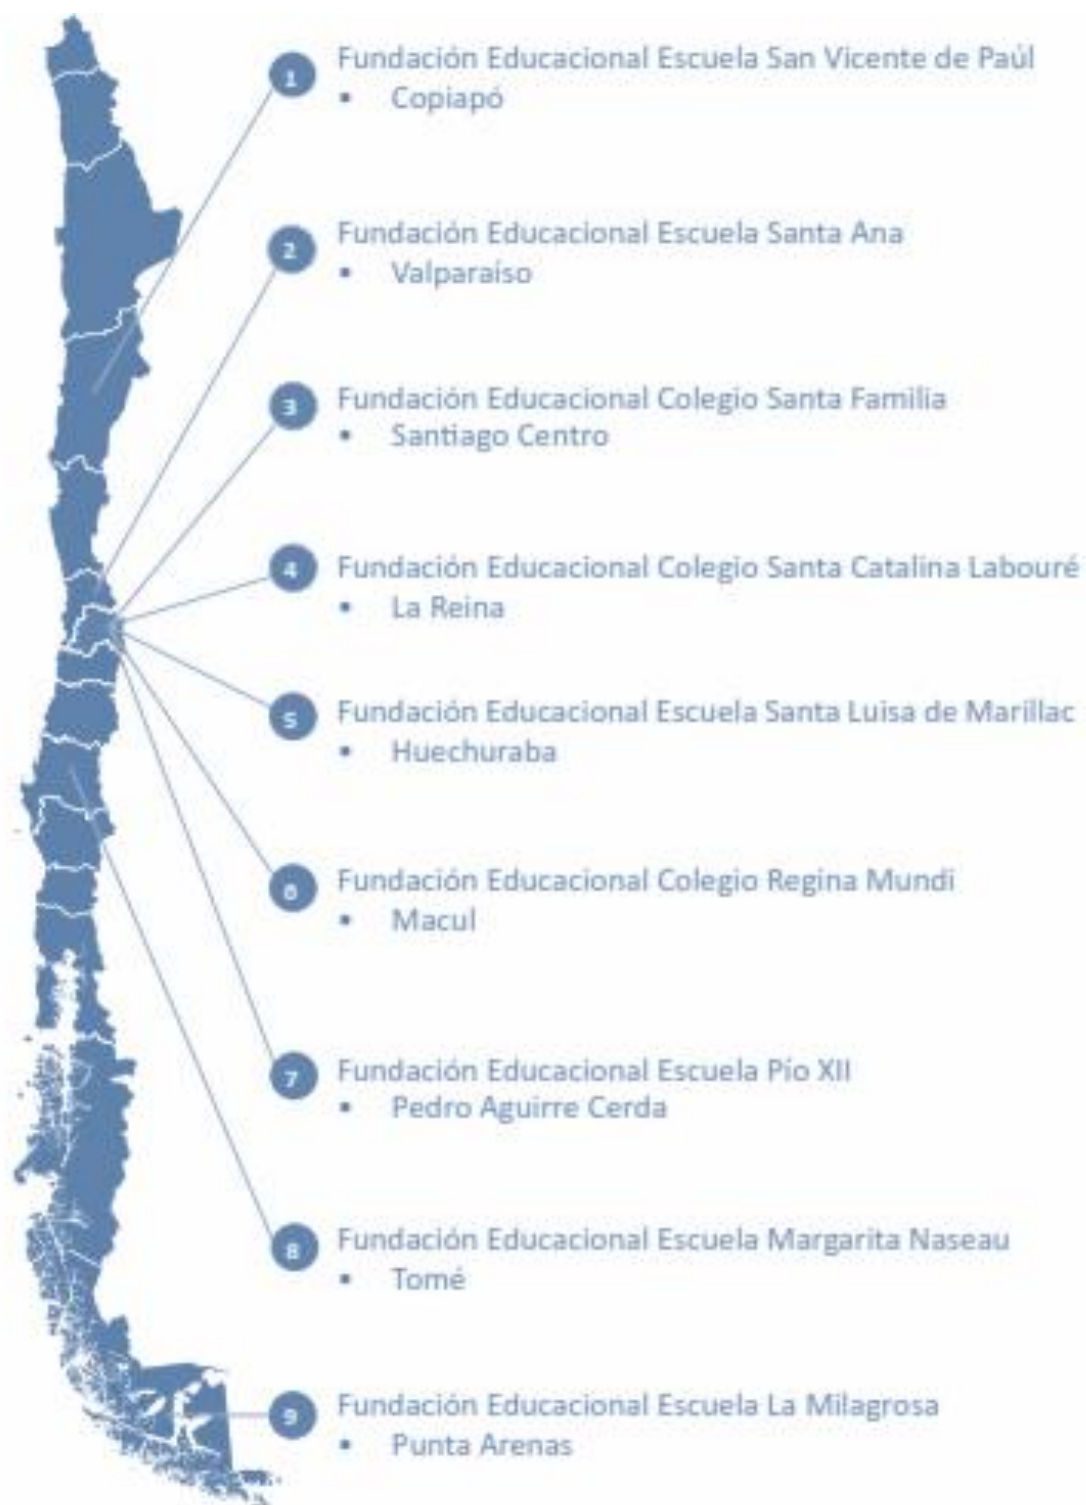 1 Fundación Educacional Escuela San Vicente de Paúl
▪ Copiapó
2 Fundación Educacional Escuela Santa Ana
▪ Valparaíso
3 Fundación Educacional Colegio Santa Familia
▪ Santiago Centro
4 Fundación Educacional Colegio Santa Catalina Labouré
▪ La Reina
5 Fundación Educacional Escuela Santa Luisa de Marillac
▪ Huechuraba
6 Fundación Educacional Colegio Regina Mundi
▪ Macul
7 Fundación Educacional Escuela Pío XII
▪ Pedro Aguirre Cerda
8 Fundación Educacional Escuela Margarita Naseau
▪ Tomé
9 Fundación Educacional Escuela La Milagrosa
▪ Punta Arenas